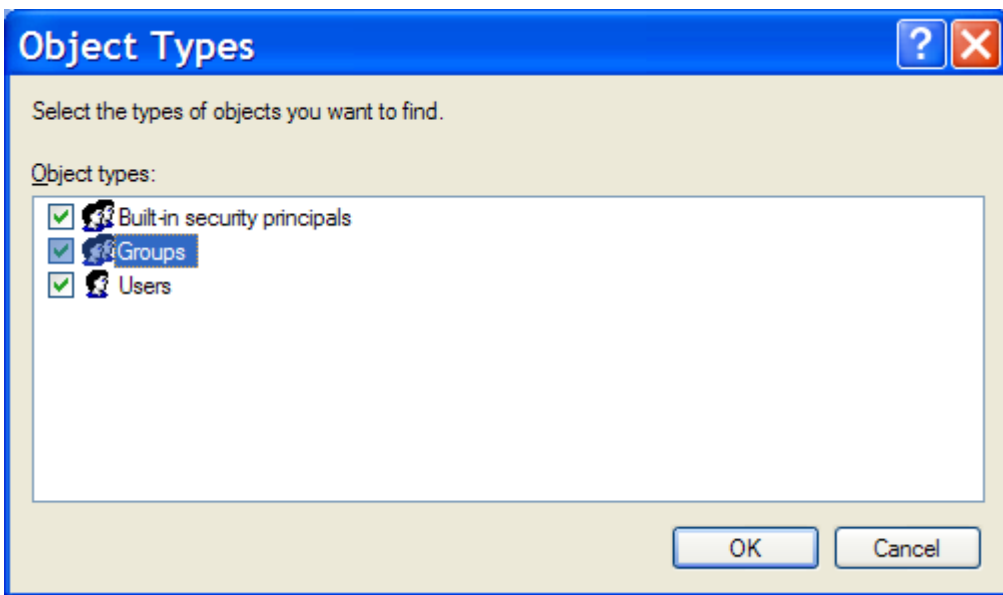 Object Types
?
Select the types of objects you want to find.
Object types:
Built-in security principals
Groups
Users
OK Cancel